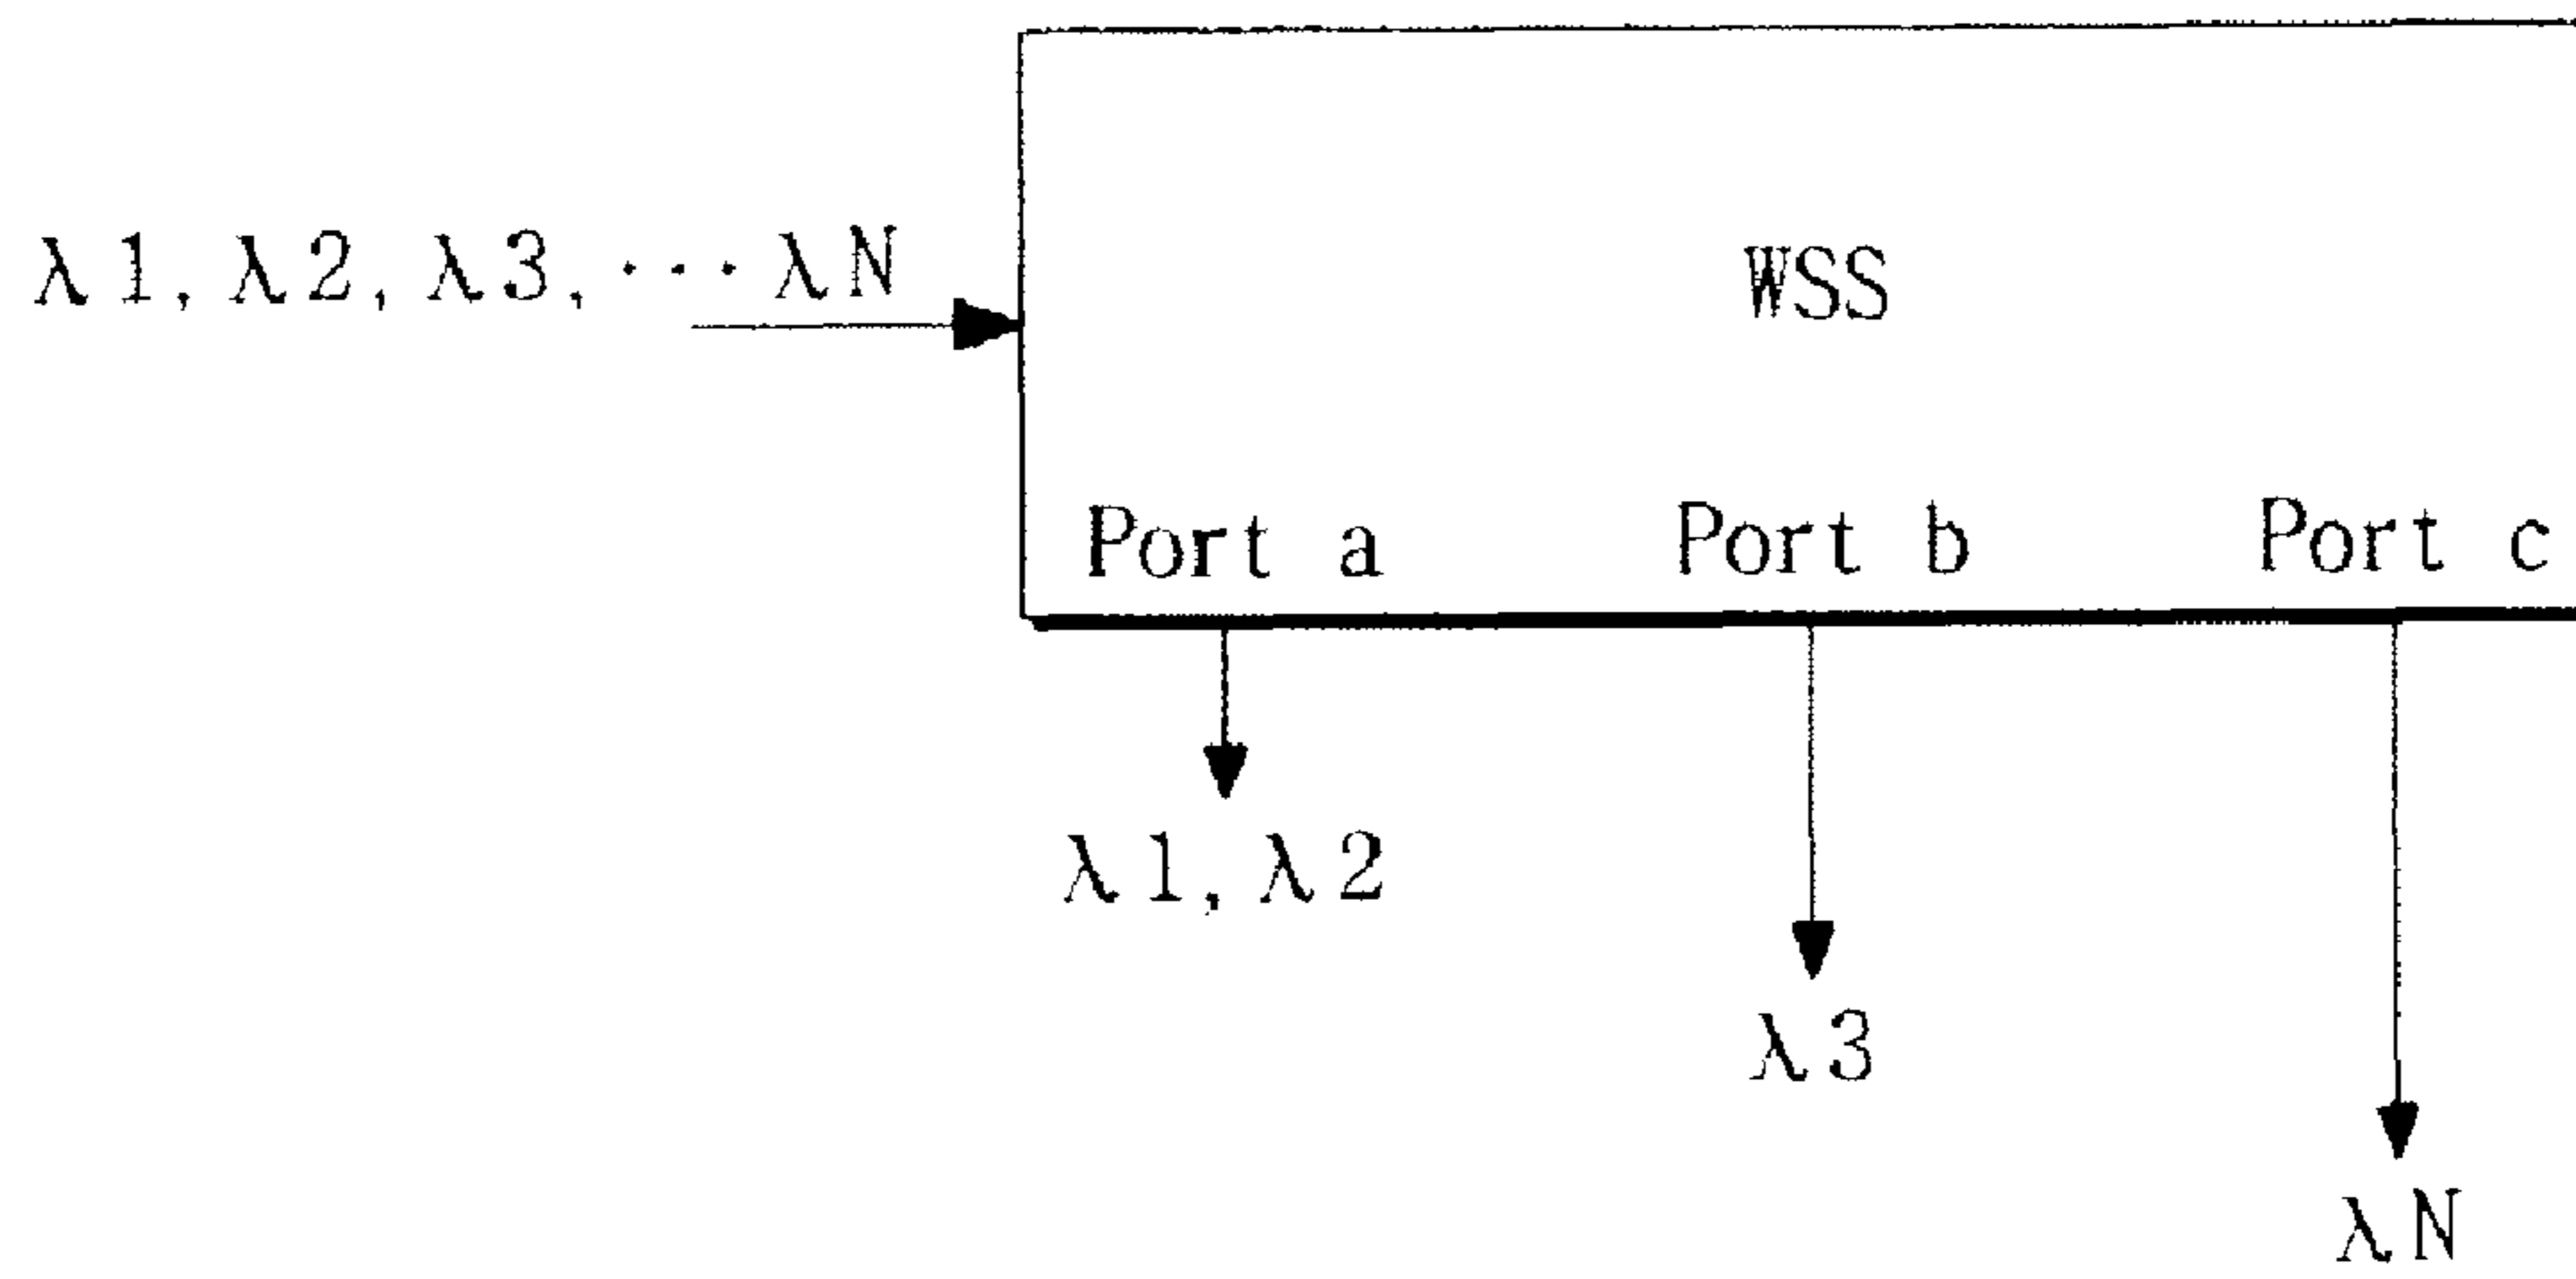 λ1, λ2, λ3, ··· λN
WSS
Port a
Port b
Port c
λ1, λ2
λ3
λN